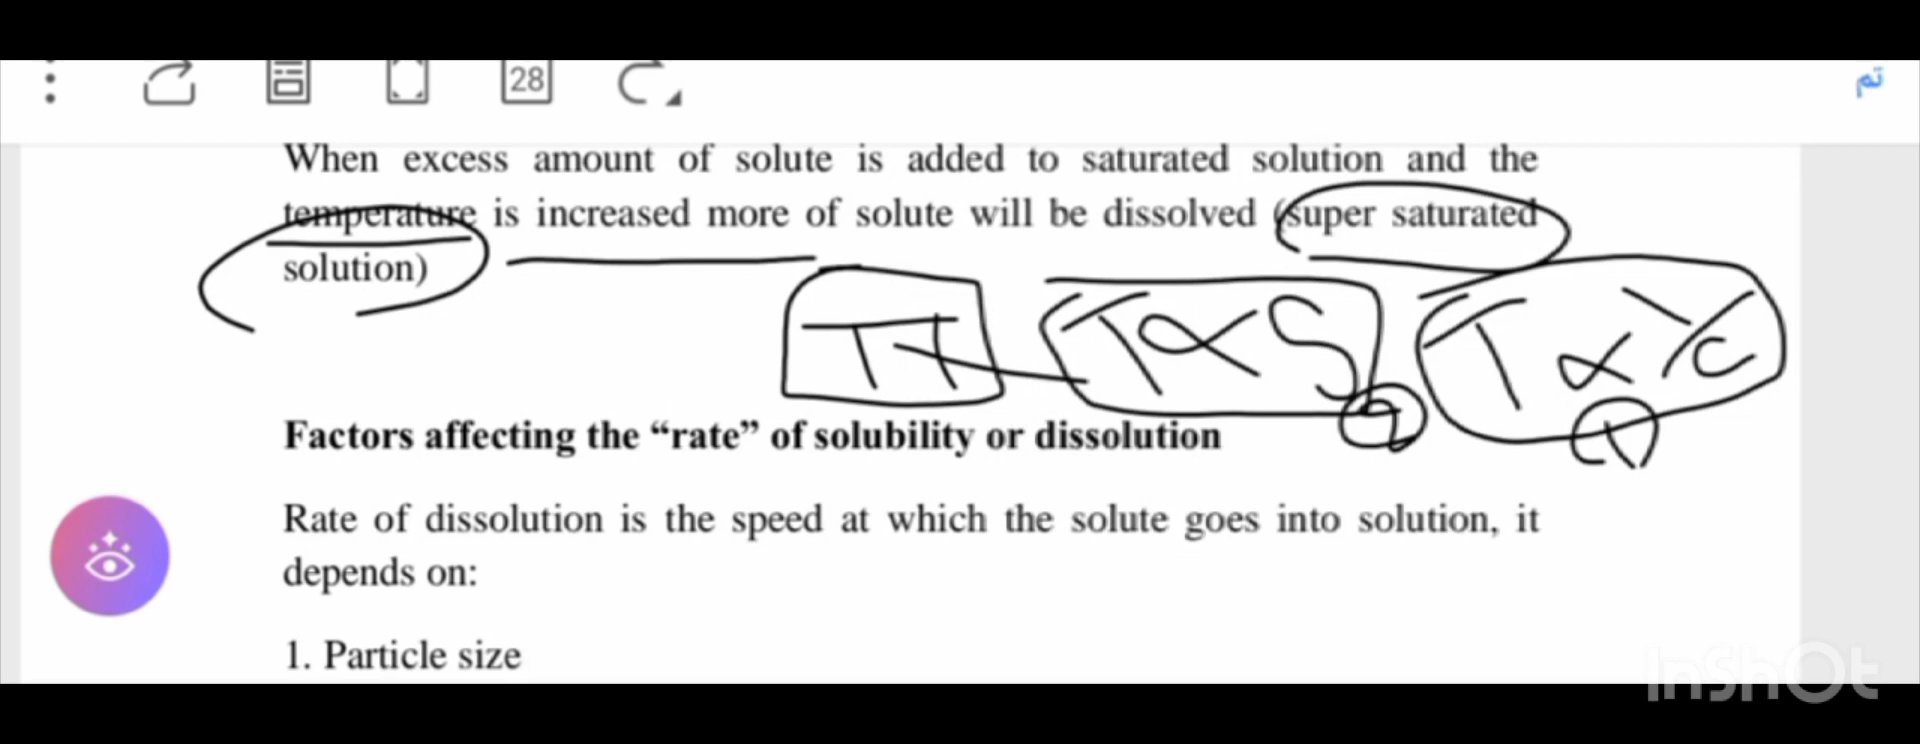 28
تم
When excess amount of solute is added to saturated solution and the
temperature is increased more of solute will be dissolved (super saturated
solution)
T α S
Factors affecting the “rate” of solubility or dissolution
Rate of dissolution is the speed at which the solute goes into solution, it
depends on:
1. Particle size
InShOt